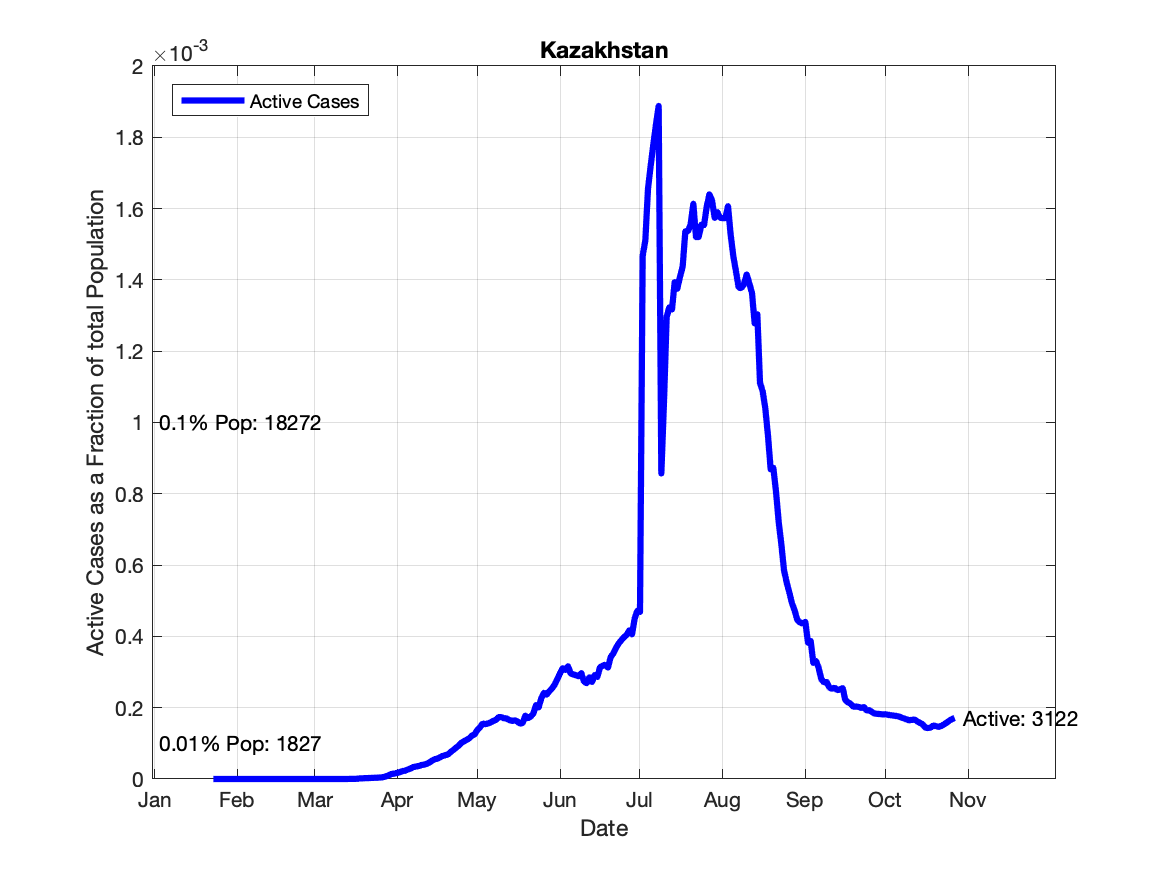 Kazakhstan
×10-3
2
1.8
1.6
1.4
1.2
1
0.8
0.6
0.4
0.2
0
Active Cases as a Fraction of total Population
Active Cases
0.1% Pop: 18272
0.01% Pop: 1827
Active: 3122
Jan Feb Mar Apr May Jun Jul Aug Sep Oct Nov
Date